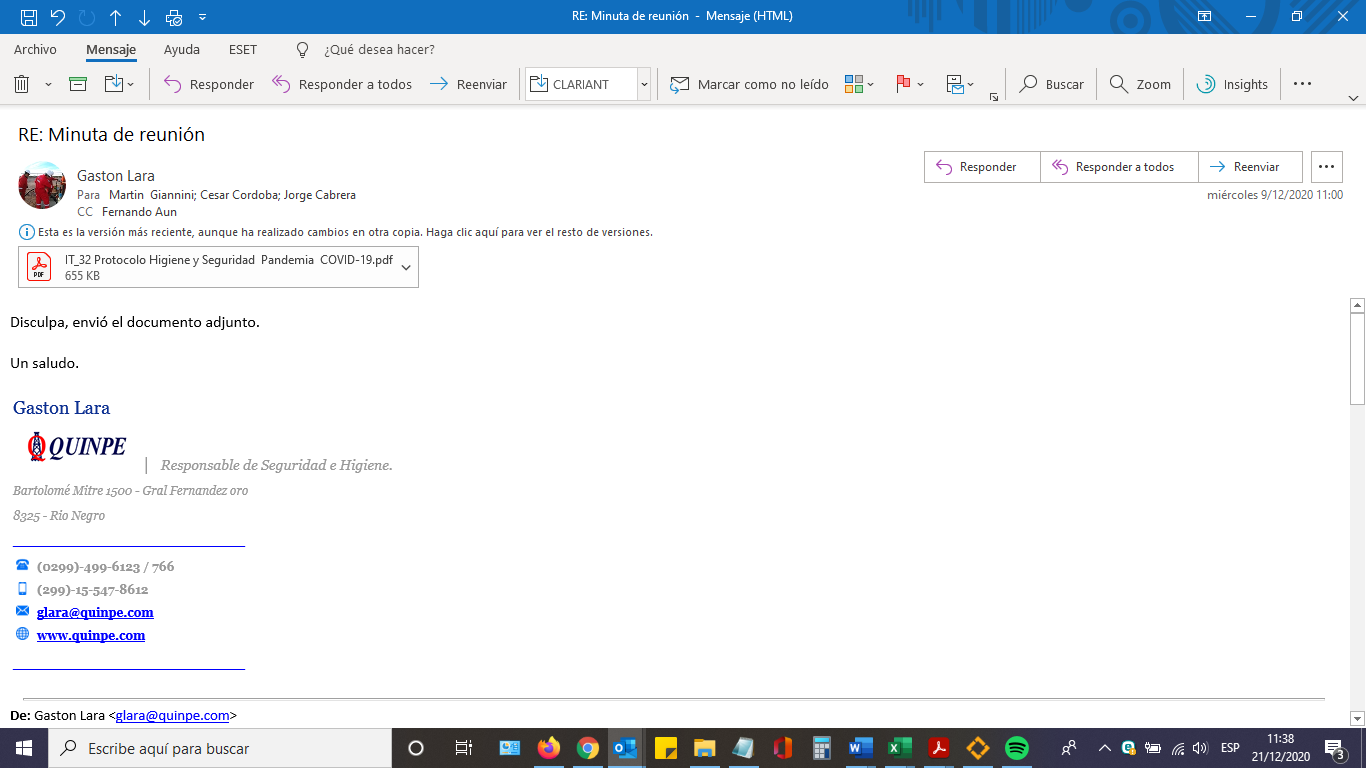 RE: Minuta de reunión - Mensaje (HTML)
Archivo Mensaje Ayuda ESET ¿Qué desea hacer?
Responder Responder a todos Reenviar CLARIANT Marcar como no leído Buscar Zoom Insights
RE: Minuta de reunión
Gaston Lara
Para Martin Giannini; Cesar Cordoba; Jorge Cabrera
CC Fernando Aun
Responder Responder a todos Reenviar
miércoles 9/12/2020 11:00
Esta es la versión más reciente, aunque ha realizado cambios en otra copia. Haga clic aquí para ver el resto de versiones.
PDF
IT_32 Protocolo Higiene y Seguridad Pandemia COVID-19.pdf
655 KB
Disculpa, envió el documento adjunto.
Un saludo.
Gaston Lara
QUINPE
| Responsable de Seguridad e Higiene.
Bartolomé Mitre 1500 - Gral Fernandez oro
8325 - Rio Negro
(0299)-499-6123 / 766
(299)-15-547-8612
glara@quinpe.com
www.quinpe.com
De: Gaston Lara <glara@quinpe.com>
Escribe aquí para buscar
ESP
11:38
21/12/2020
3